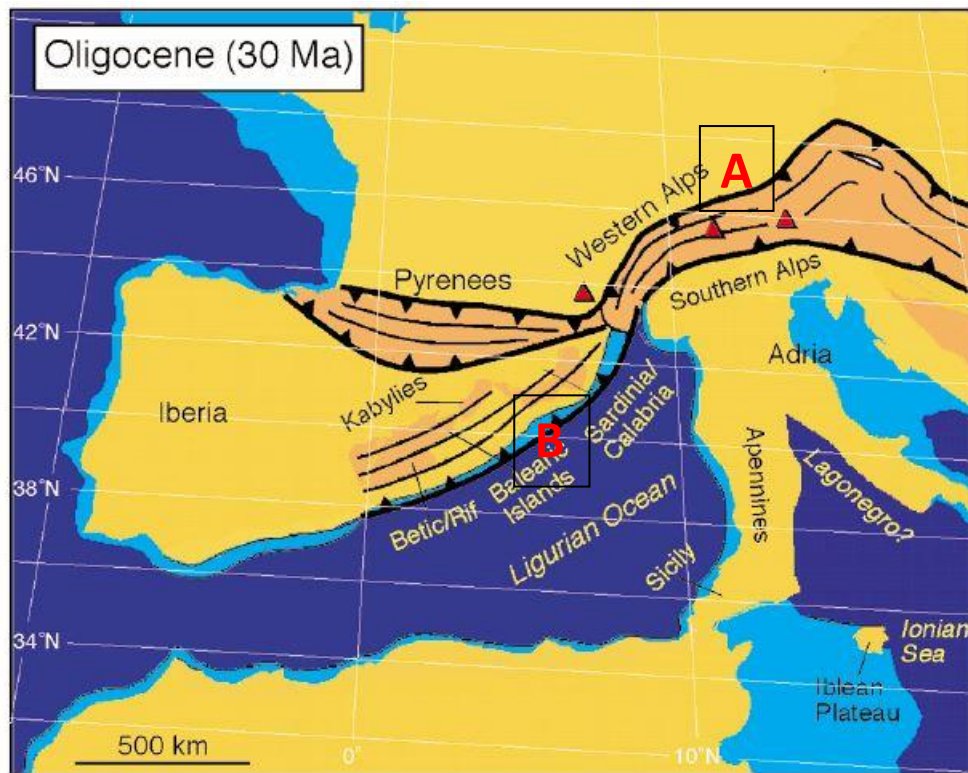 Oligocene (30 Ma)
46°N
A
Western Alps
Pyrenees
Southern Alps
42°N
Adria
Kabylies
Iberia
Sardinia/
Calabria
B
Apennines
Lagonegro?
38°N
Balearic
Islands
Betic/Rif
Ligurian Ocean
Sicily
34°N
Ionian
Sea
Iblean
Plateau
500 km
0°
10°N